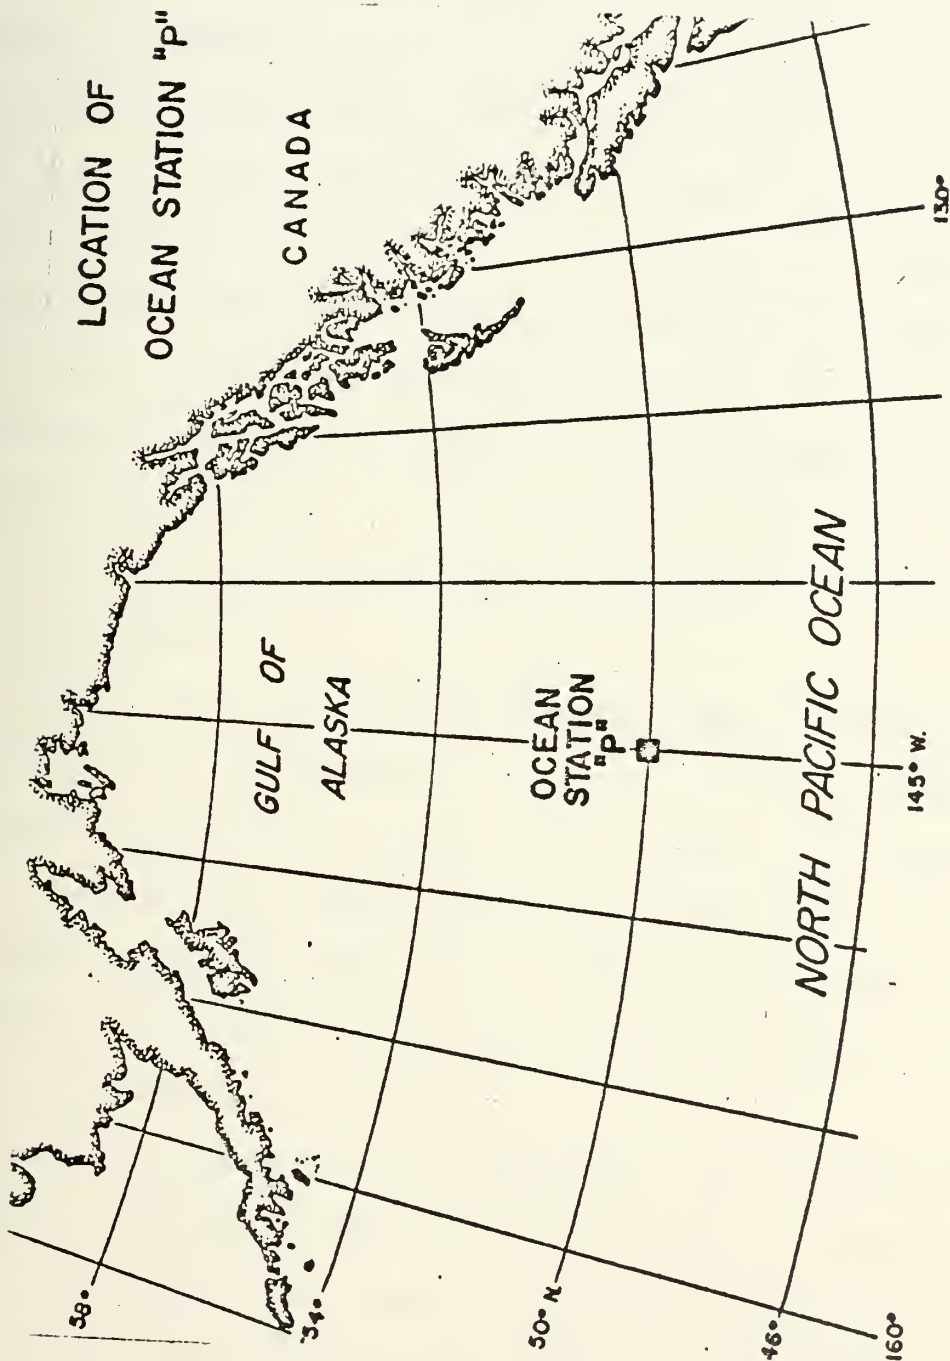 LOCATION OF
OCEAN STATION "P"
CANADA
GULF OF
ALASKA
OCEAN
STATION
"P"
NORTH PACIFIC OCEAN
58°
54°
50° N.
46°
160°
145° W.
130°